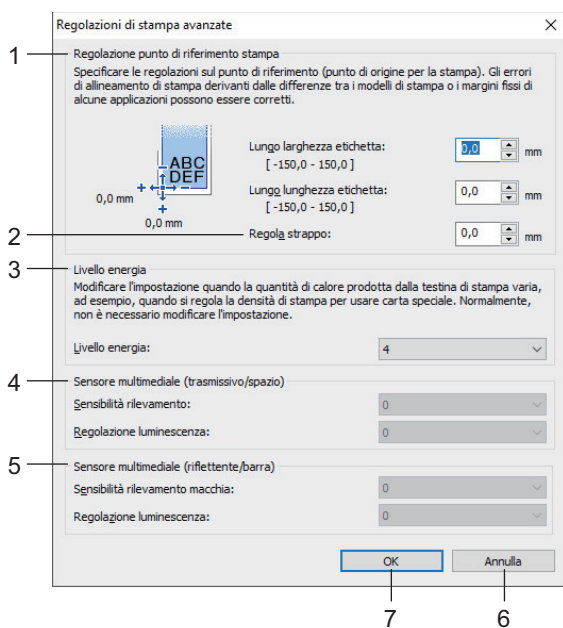 Regolazioni di stampa avanzate
1
Regolazione punto di riferimento stampa
Specificare le regolazioni sul punto di riferimento (punto di origine per la stampa). Gli errori
di allineamento di stampa derivanti dalle differenze tra i modelli di stampa o i margini fissi di
alcune applicazioni possono essere corretti.
ABC
DEF
0,0 mm
0,0 mm
Lungo larghezza etichetta:
[ -150,0 - 150,0 ]
0,0 mm
Lungo lunghezza etichetta:
[ -150,0 - 150,0 ]
0,0 mm
2
Regola strappo:
0,0 mm
3
Livello energia
Modificare l'impostazione quando la quantità di calore prodotta dalla testina di stampa varia,
ad esempio, quando si regola la densità di stampa per usare carta speciale. Normalmente,
non è necessario modificare l'impostazione.
Livello energia: 4
4
Sensore multimediale (trasmissivo/spazio)
Sensibilità rilevamento: 0
Regolazione luminescenza: 0
5
Sensore multimediale (riflettente/barra)
Sensibilità rilevamento macchia: 0
Regolazione luminescenza: 0
OK Annulla
7 6